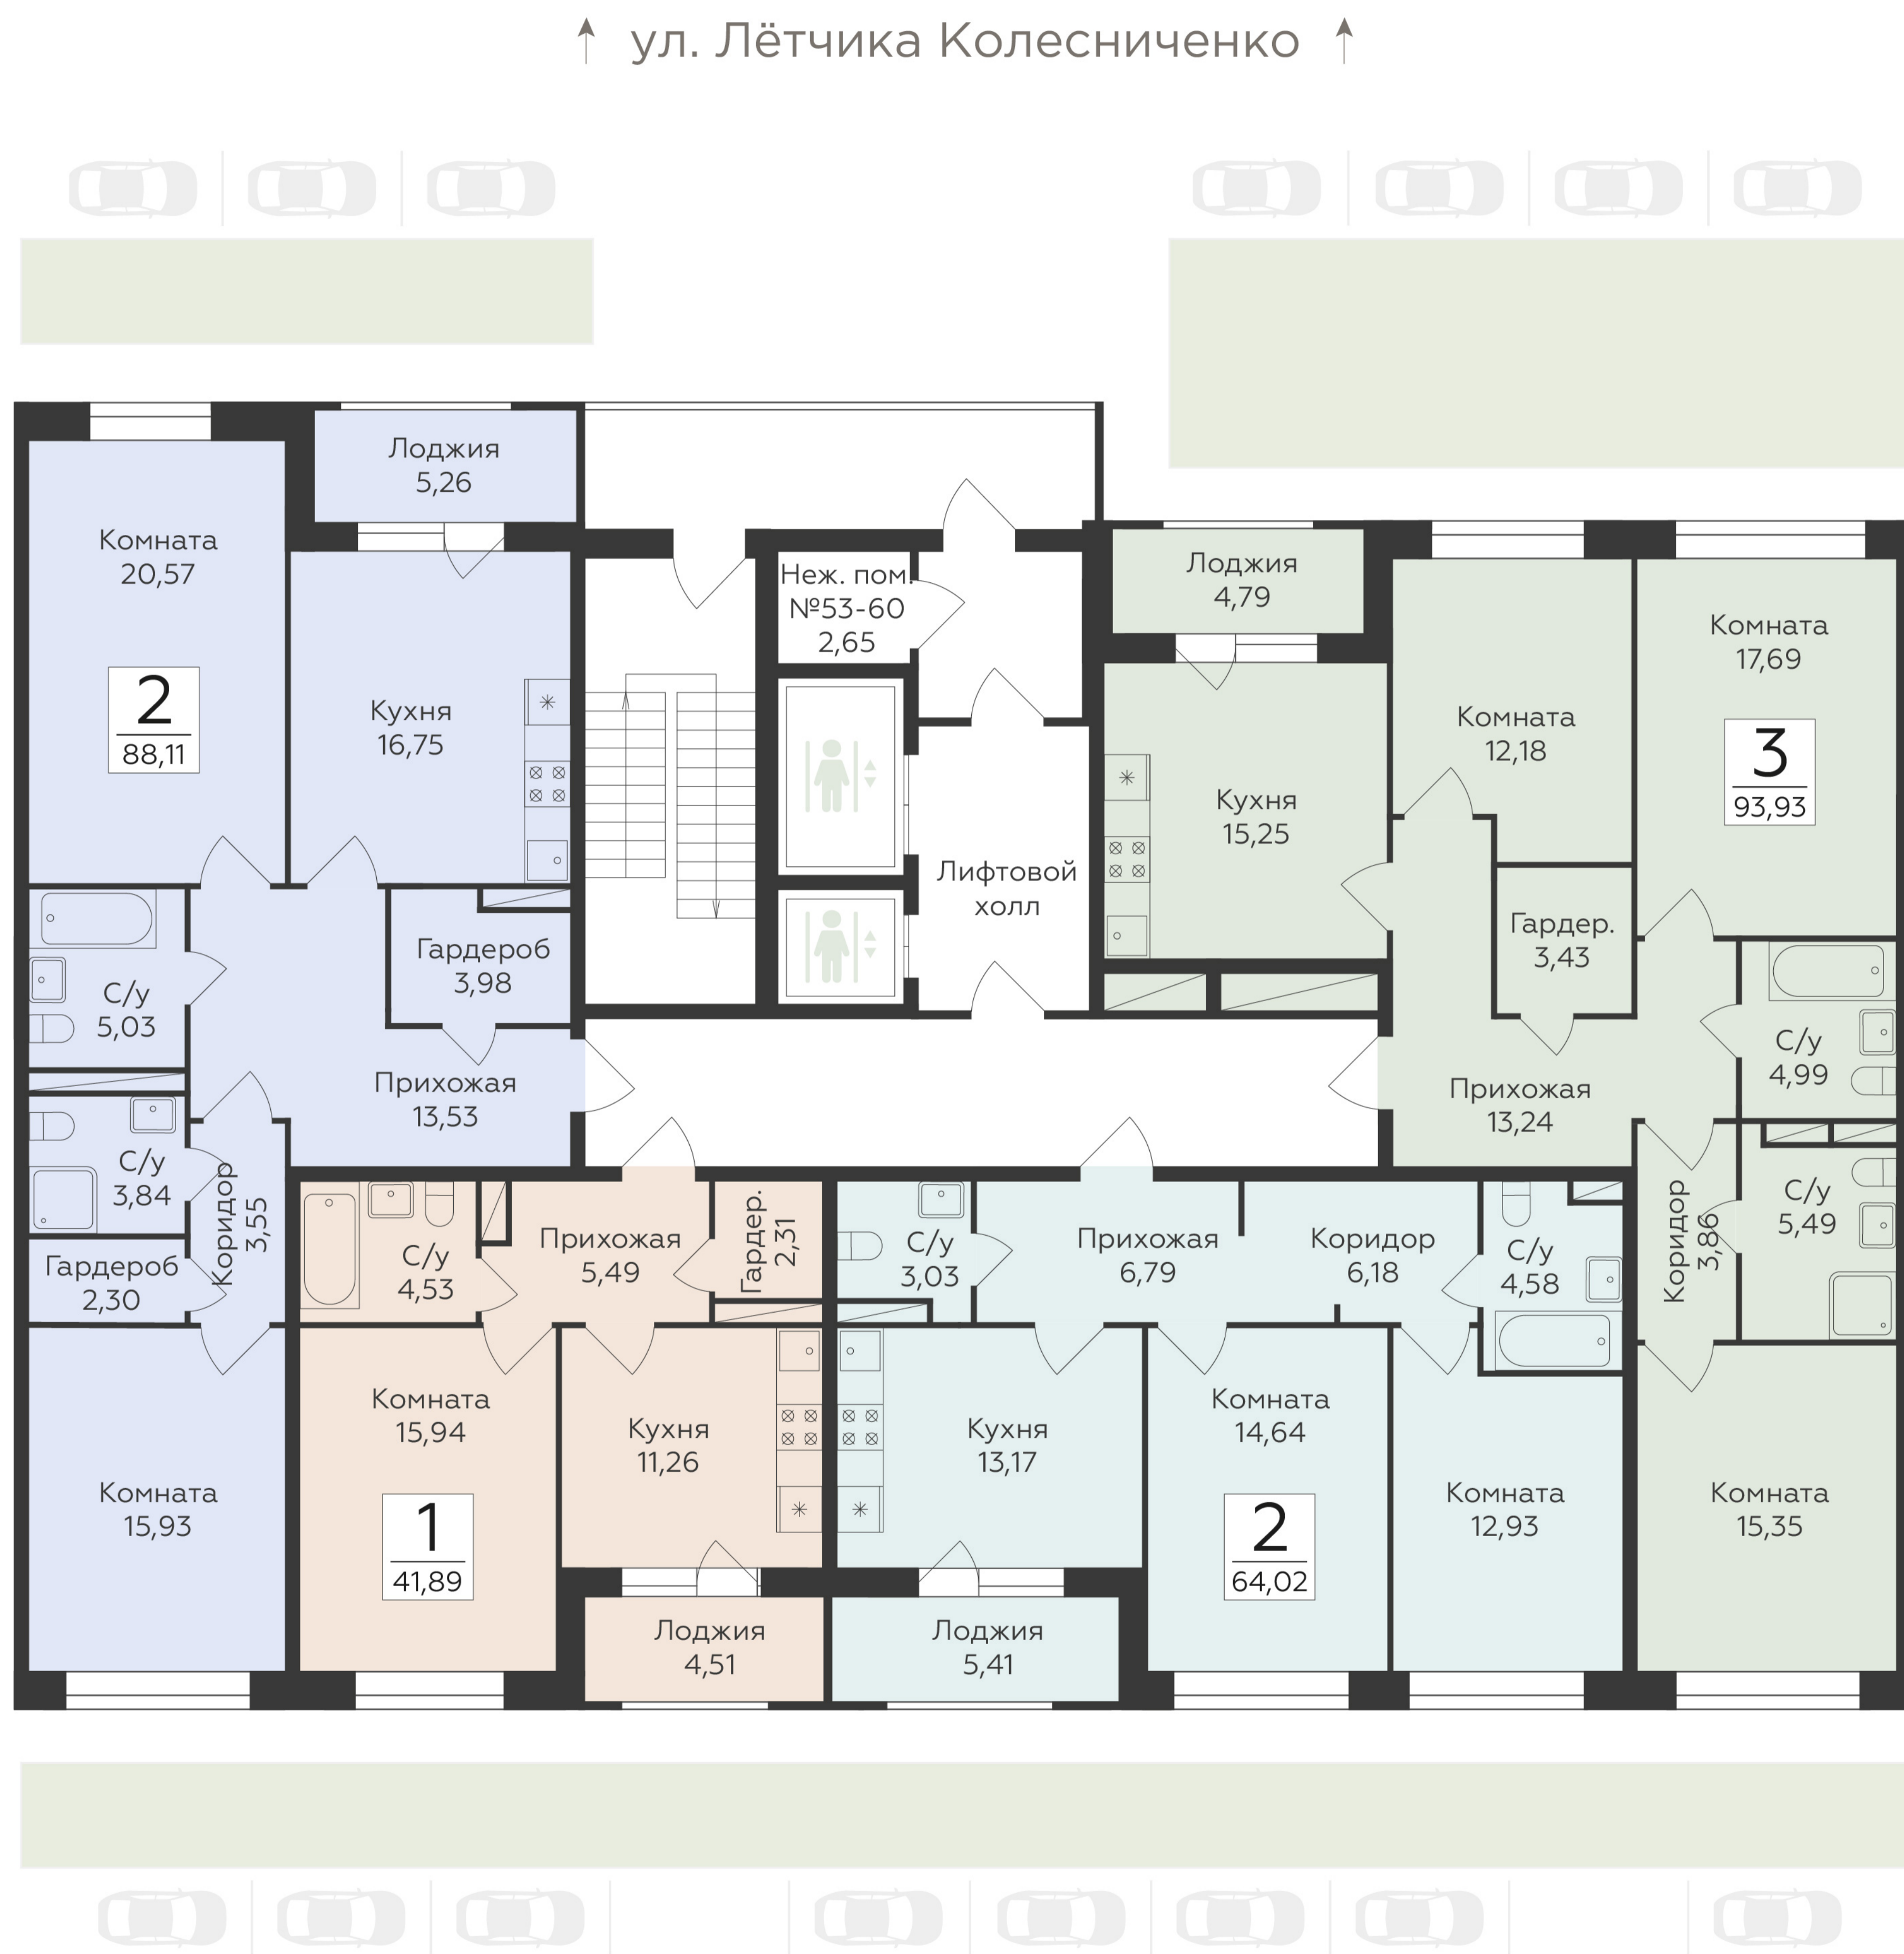 ул. Лётчика Колесниченко
Комната
20,57
2
88,11
Лоджия
5,26
Кухня
16,75
Гардероб
3,98
С/у
5,03
Прихожая
13,53
С/у
3,84
Коридор
3,55
Гардероб
2,30
Комната
15,93
Неж. пом.
№53-60
2,65
Лифтовой
холл
Лоджия
4,79
Кухня
15,25
Комната
12,18
Комната
17,69
3
93,93
Гардер.
3,43
С/у
4,99
Прихожая
13,24
Коридор
3,86
С/у
5,49
Комната
15,35
С/у
4,53
Прихожая
5,49
Гардер.
2,31
Комната
15,94
1
41,89
Кухня
11,26
Лоджия
4,51
С/у
3,03
Прихожая
6,79
Коридор
6,18
С/у
4,58
Кухня
13,17
Комната
14,64
2
64,02
Комната
12,93
Лоджия
5,41